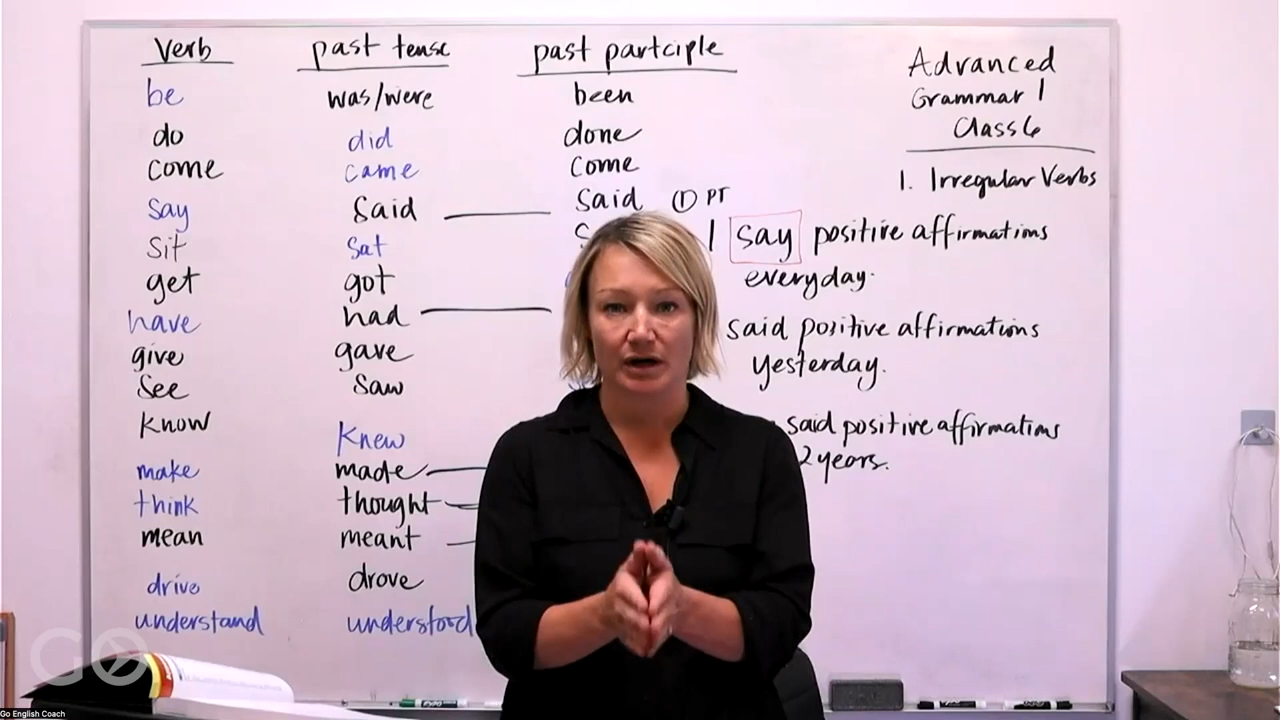 verb past tense past partciple
be was/were been
do did done
come came come
say said said
sit sat
get got
have had
give gave
see saw
know knew
make made
think thought
mean meant
drive drove
understand understood
Advanced
Grammar 1
Class 6
1. Irregular Verbs
① PT
I say positive affirmations
everyday.
said positive affirmations
yesterday.
said positive affirmations
2 years.
GO
Go English Coach